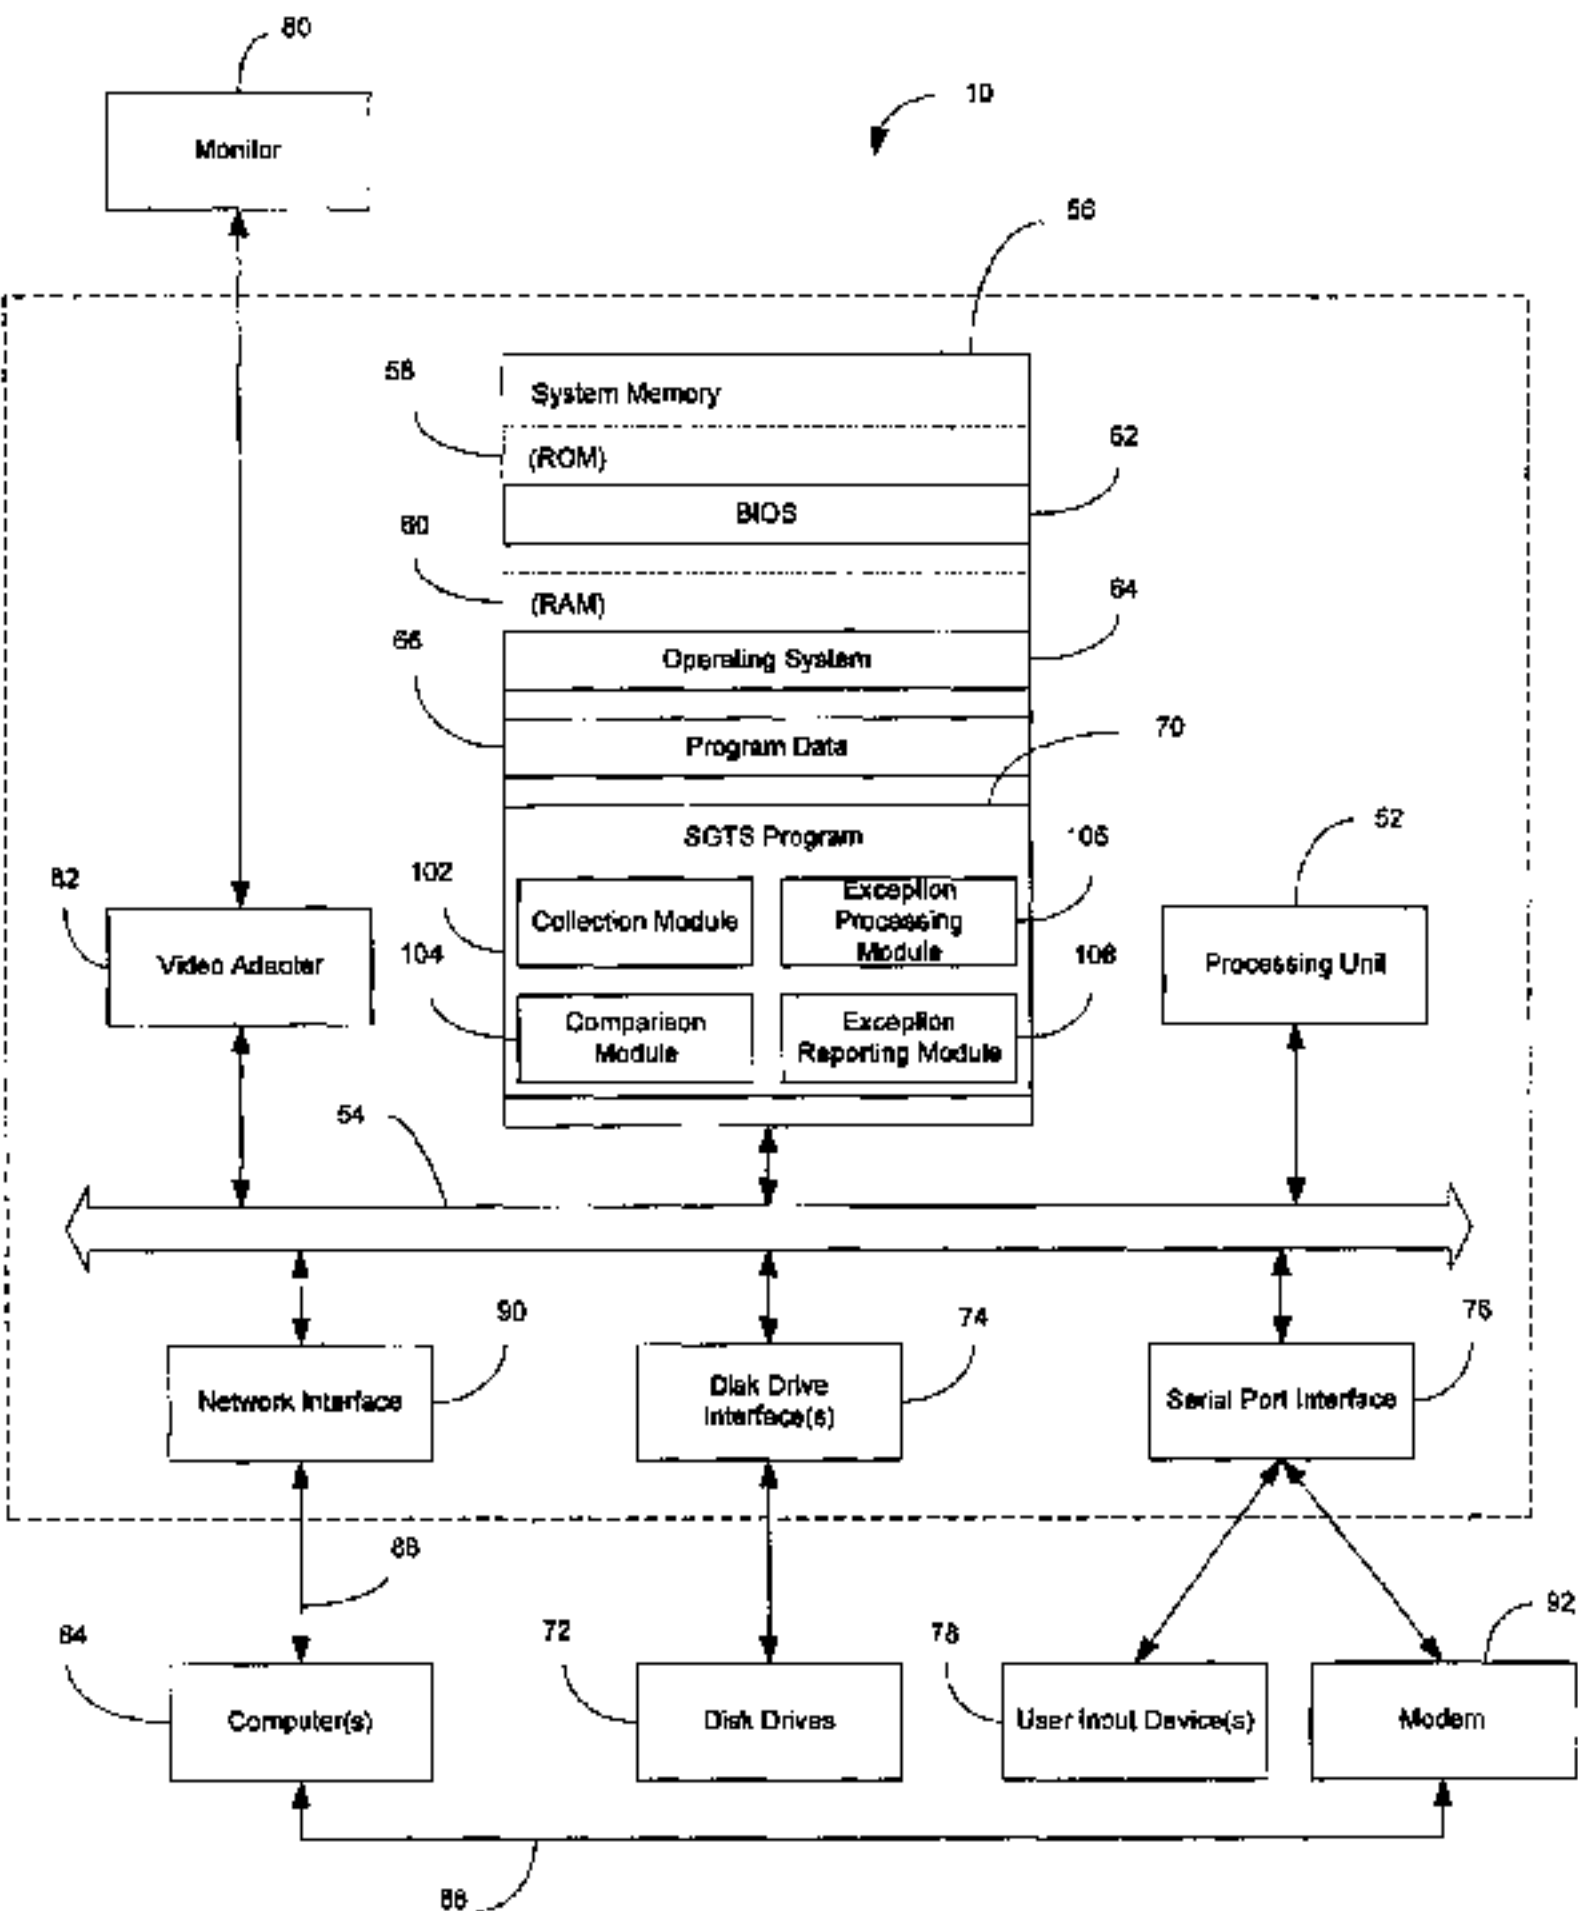 80
10
Monitor
56
58
System Memory
62
(ROM)
BIOS
60
64
(RAM)
66
Operating System
70
Program Data
SGTS Program
106
52
102
82
Collection Module
Exception
Processing
Module
104
108
Video Adapter
Processing Unit
Comparison
Module
Exception
Reporting Module
54
90
74
76
Network Interface
Disk Drive
Interface(s)
Serial Port Interface
92
84
72
78
Computer(s)
Disk Drives
User Input Device(s)
Modem